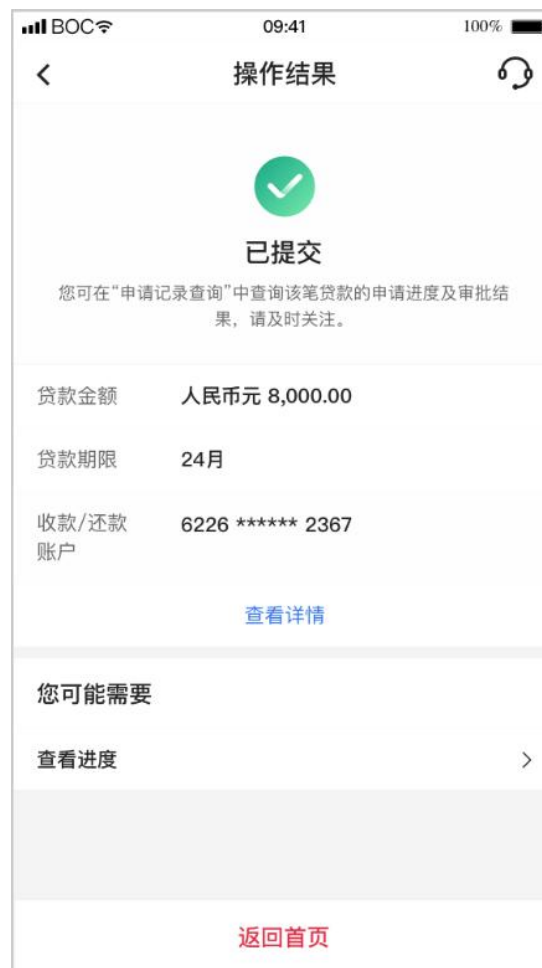 BOC 09:41 100%
操作结果
已提交
您可在“申请记录查询”中查询该笔贷款的申请进度及审批结
果，请及时关注。
贷款金额 人民币元 8,000.00
贷款期限 24月
收款/还款 6226 ****** 2367
账户
查看详情
您可能需要
查看进度
返回首页